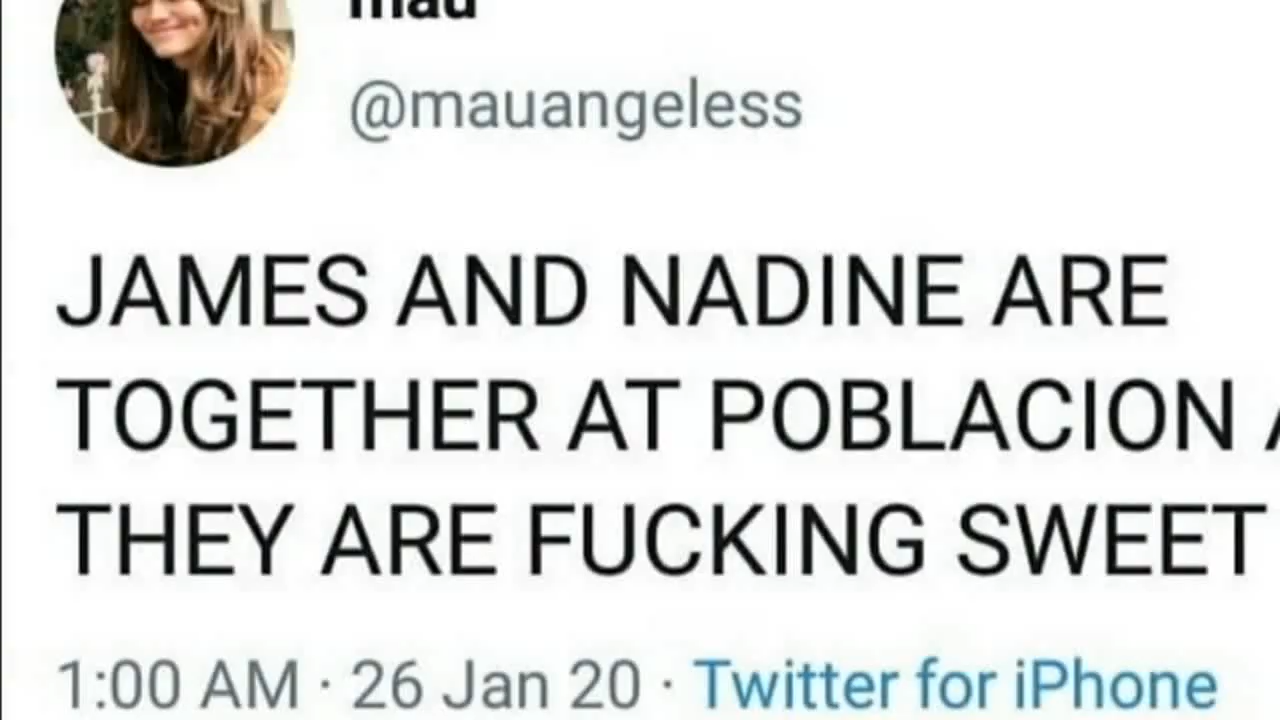 mau
@mauangeless
JAMES AND NADINE ARE
TOGETHER AT POBLACION
THEY ARE FUCKING SWEET
1:00 AM · 26 Jan 20 · Twitter for iPhone